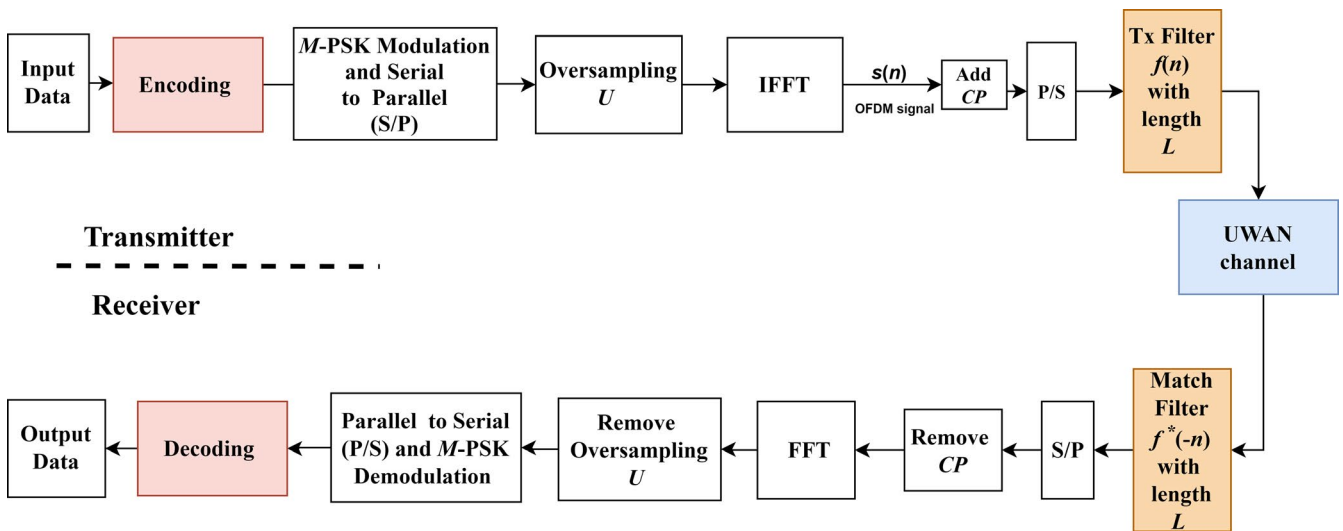 Input
Data
Encoding
M-PSK Modulation
and Serial
to Parallel
(S/P)
Oversampling
U
IFFT
s(n)
OFDM signal
Add
CP
P/S
Tx Filter
f(n)
with
length
L
UWAN
channel
Transmitter
Receiver
Output
Data
Decoding
Parallel to Serial
(P/S) and M-PSK
Demodulation
Remove
Oversampling
U
FFT
Remove
CP
S/P
Match
Filter
f*(-n)
with
length
L